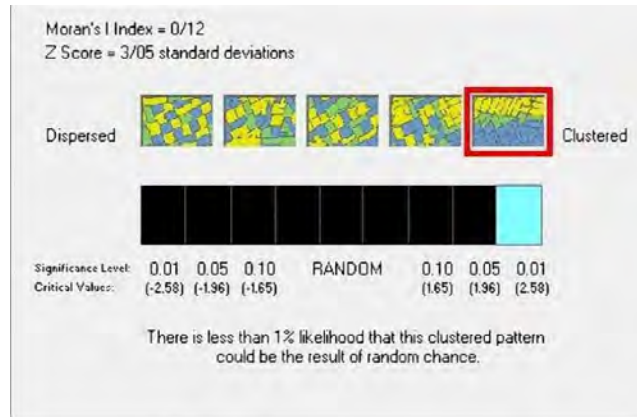 Moran's I Index = 0/12
Z Score = 3/05 standard deviations
Dispersed
Clustered
Significance Level: 0.01 0.05 0.10 RANDOM 0.10 0.05 0.01
Critical Values: (-2.58) (-1.96) (-1.65) (1.65) (1.96) (2.58)
There is less than 1% likelihood that this clustered pattern
could be the result of random chance.